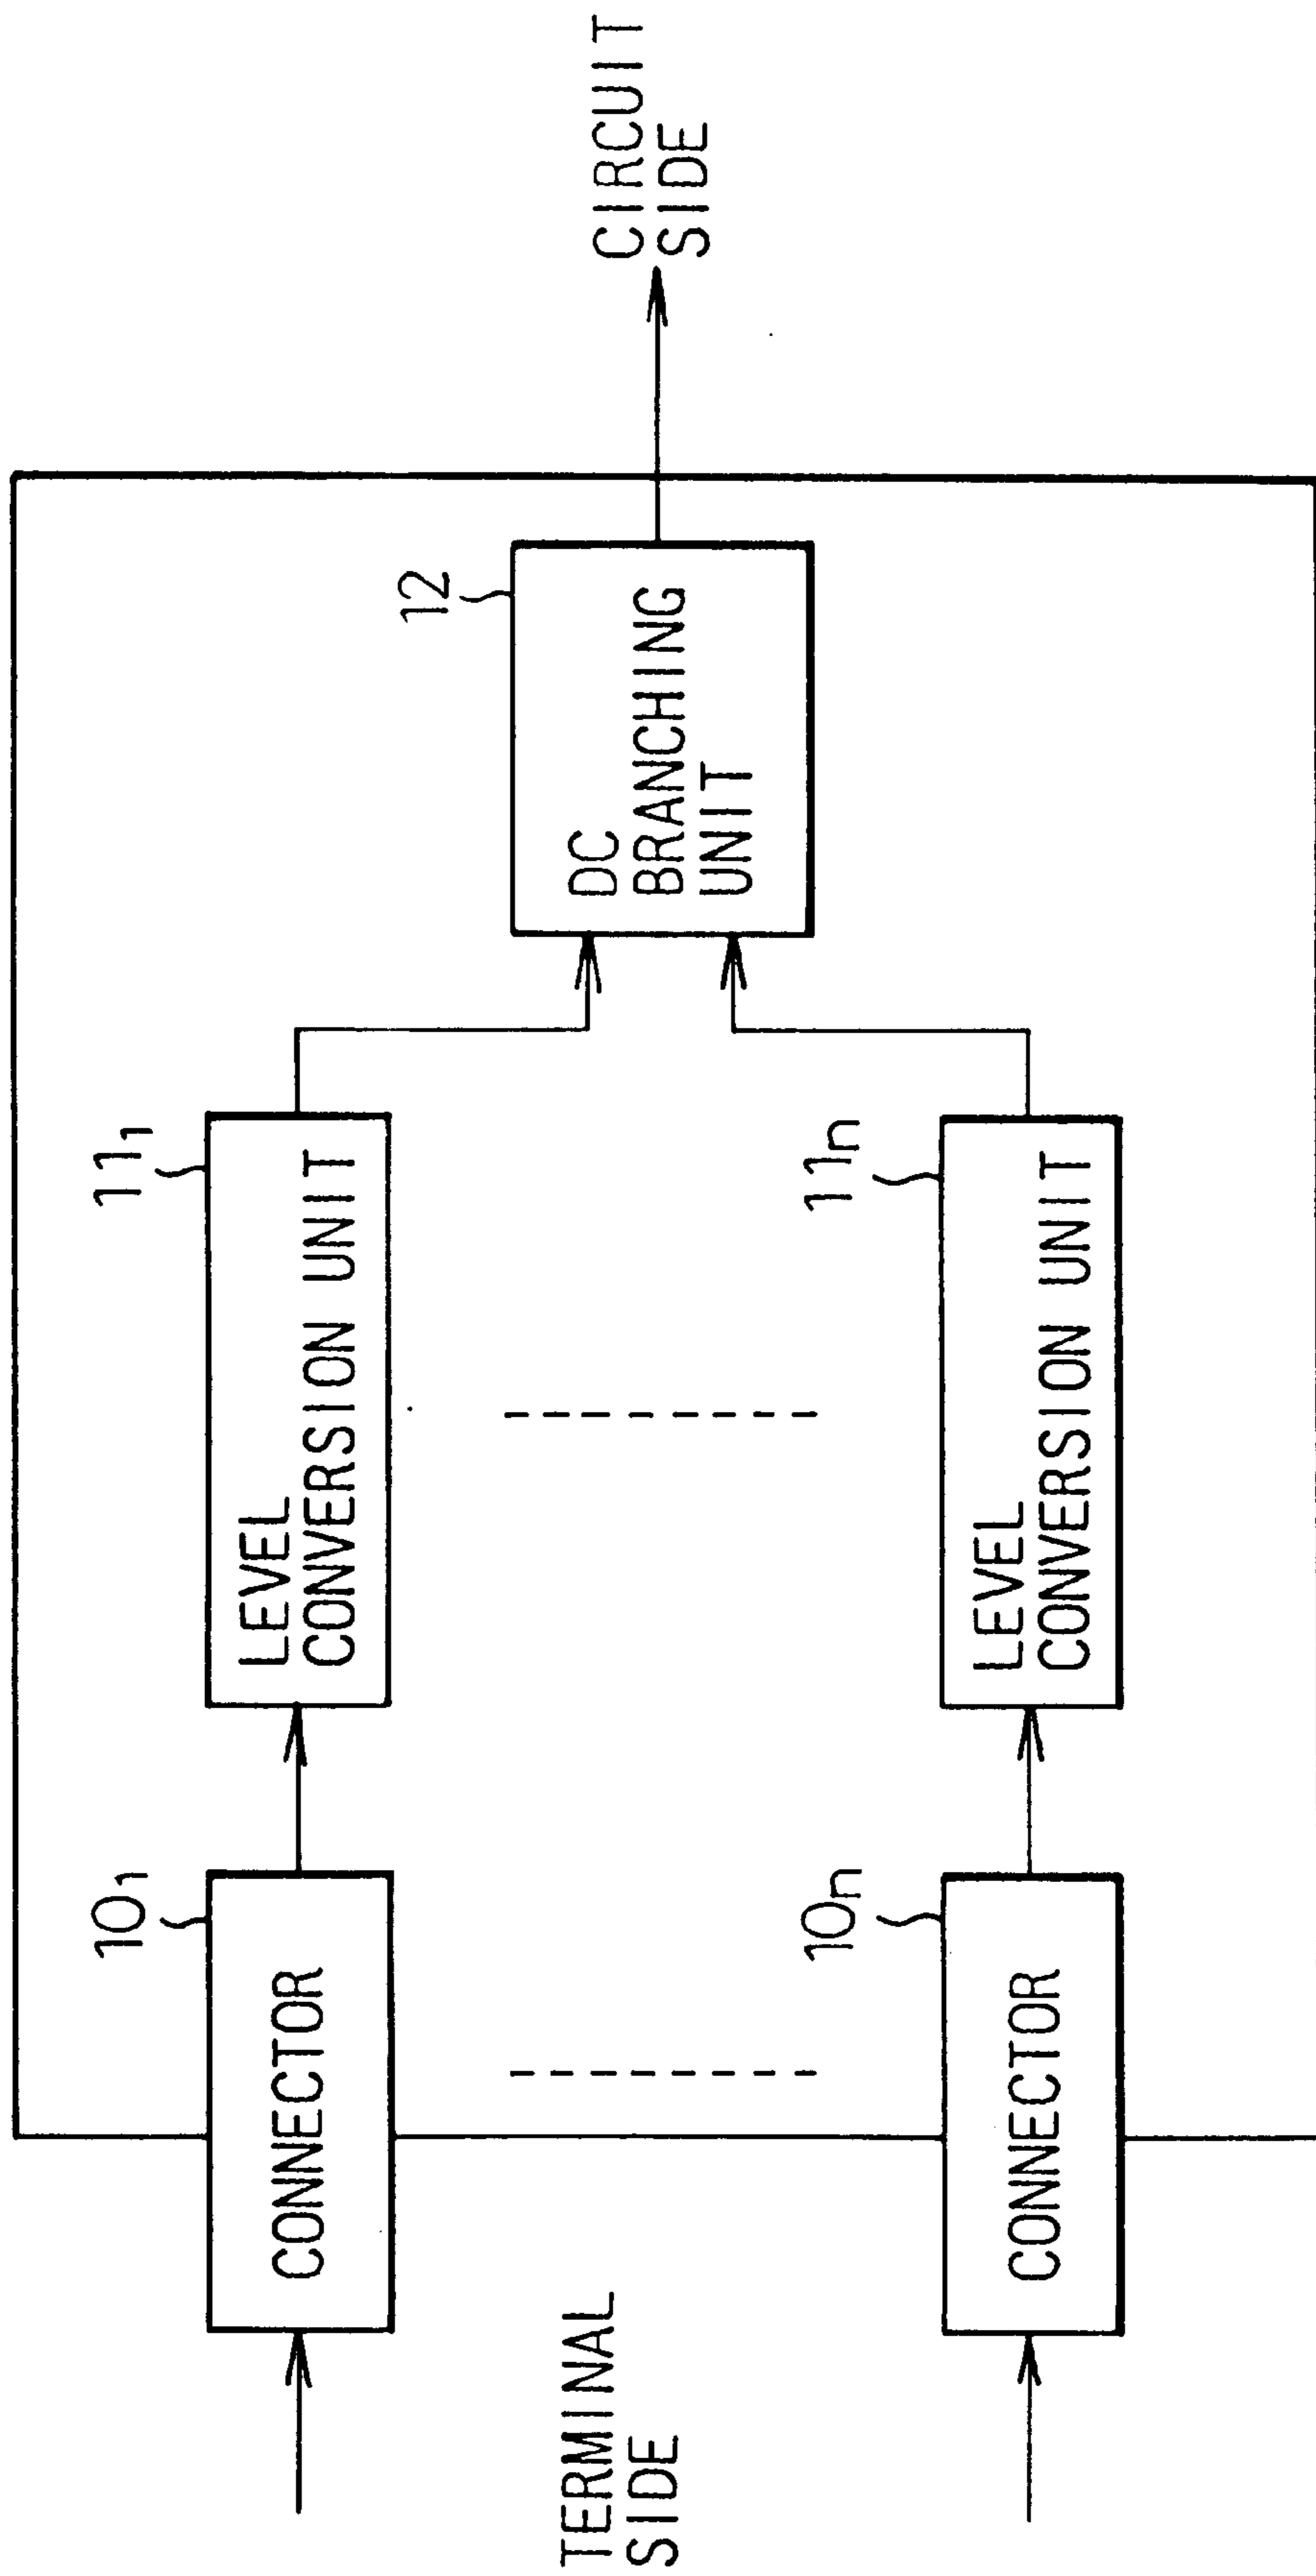 10₁
11₁
CONNECTOR
LEVEL
CONVERSION UNIT
12
DC
BRANCHING
UNIT
TERMINAL
SIDE
CIRCUIT
SIDE
10ₙ
11ₙ
CONNECTOR
LEVEL
CONVERSION UNIT